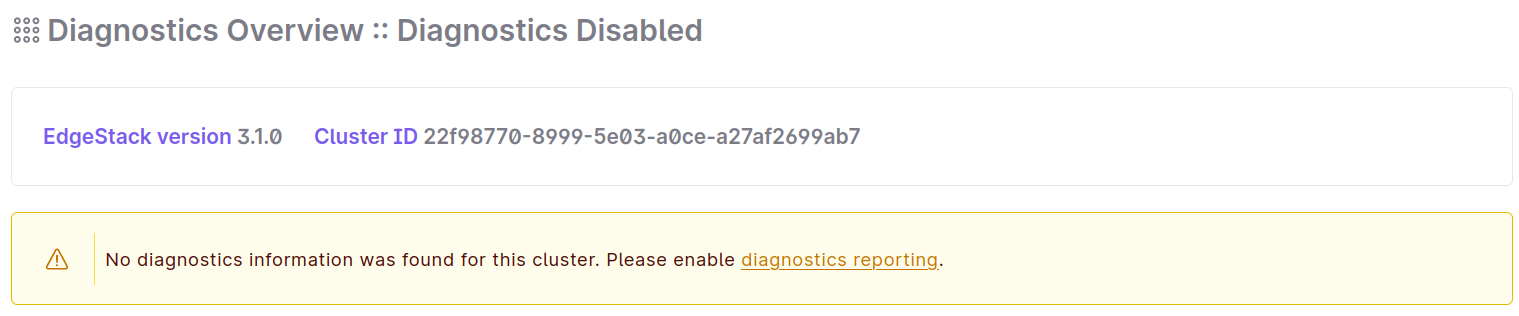 Diagnostics Overview :: Diagnostics Disabled
EdgeStack version 3.1.0 Cluster ID 22f98770-8999-5e03-a0ce-a27af2699ab7
No diagnostics information was found for this cluster. Please enable diagnostics reporting.